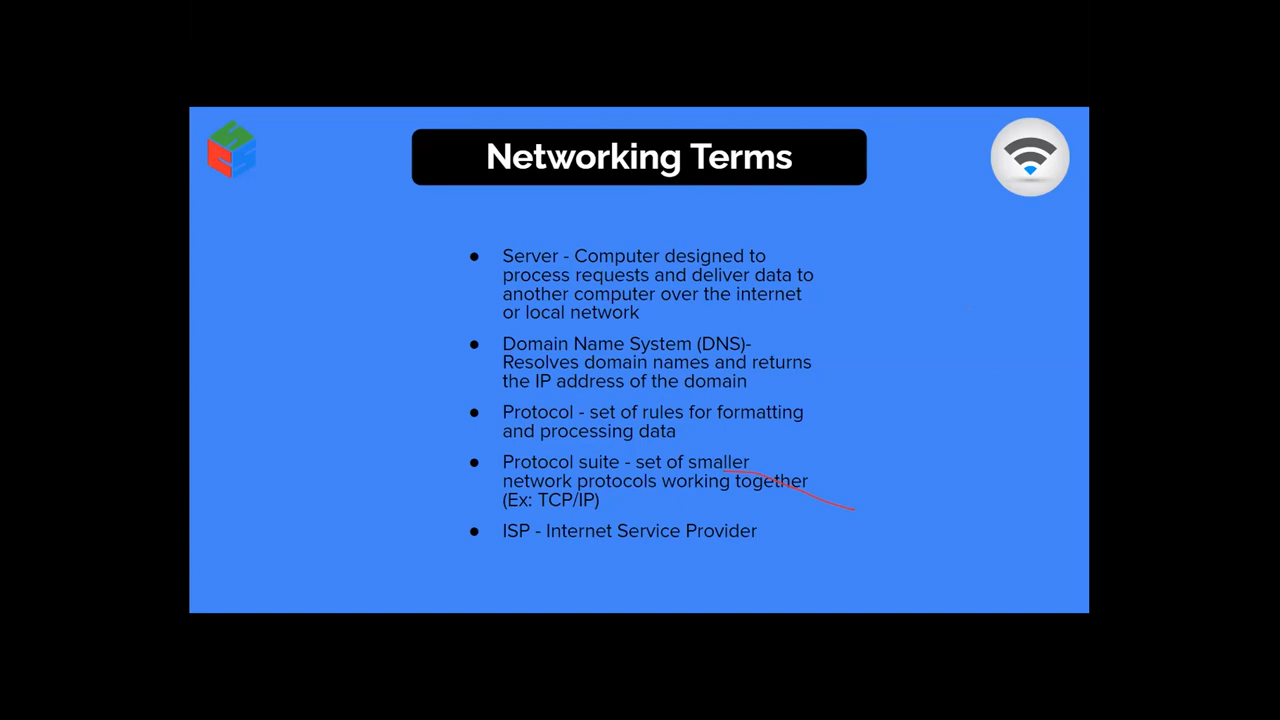 Networking Terms
● Server - Computer designed to
process requests and deliver data to
another computer over the internet
or local network
● Domain Name System (DNS)-
Resolves domain names and returns
the IP address of the domain
● Protocol - set of rules for formatting
and processing data
● Protocol suite - set of smaller
network protocols working together
(Ex: TCP/IP)
● ISP - Internet Service Provider